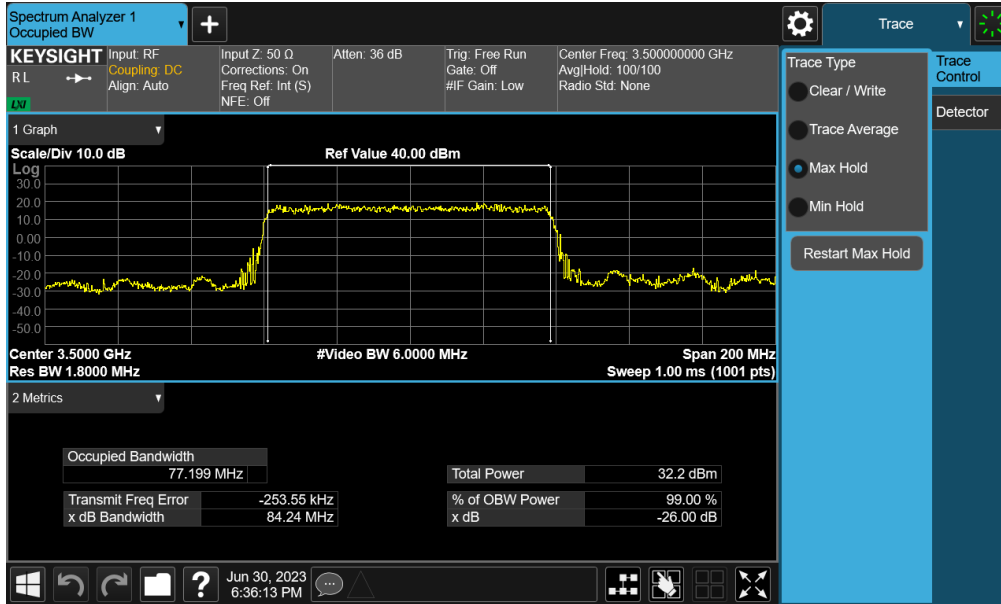 Spectrum Analyzer 1
Occupied BW
+
Trace
KEYSIGHT
R L
LXI
Input: RF
Coupling: DC
Align: Auto
Input Z: 50 Ω
Corrections: On
Freq Ref: Int (S)
NFE: Off
Atten: 36 dB
Trig: Free Run
Gate: Off
#IF Gain: Low
Center Freq: 3.500000000 GHz
Avg|Hold: 100/100
Radio Std: None
Trace Type
Clear / Write
Trace Average
Max Hold
Min Hold
Restart Max Hold
Trace
Control
Detector
1 Graph
Scale/Div 10.0 dB
Ref Value 40.00 dBm
Log
30.0
20.0
10.0
0.00
-10.0
-20.0
-30.0
-40.0
-50.0
Center 3.5000 GHz
#Video BW 6.0000 MHz
Span 200 MHz
Res BW 1.8000 MHz
Sweep 1.00 ms (1001 pts)
2 Metrics
Occupied Bandwidth
77.199 MHz
Total Power 32.2 dBm
Transmit Freq Error -253.55 kHz
% of OBW Power 99.00 %
x dB Bandwidth 84.24 MHz
x dB -26.00 dB
?
Jun 30, 2023
6:36:13 PM